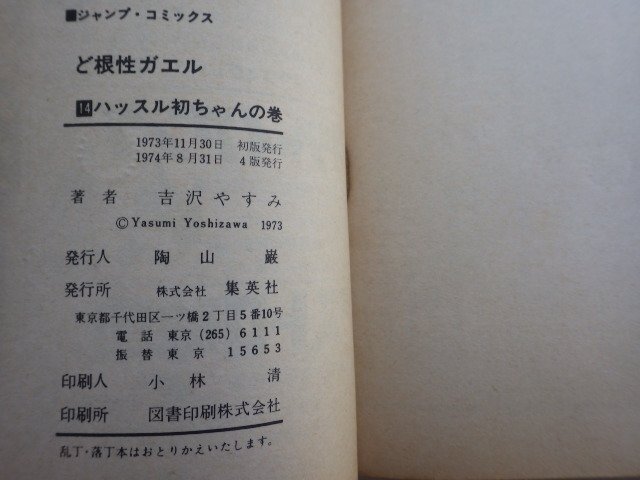 ■ジャンプ・コミックス
ど根性ガエル
14ハッスル初ちゃんの巻
1973年11月30日 初版発行
1974年8月31日 4版発行
著者 吉沢やすみ
©Yasumi Yoshizawa 1973
発行人 陶山 巌
発行所 株式会社 集英社
東京都千代田区一ツ橋2丁目5番10号
電話 東京 (265) 6111
振替 東京 15653
印刷人 小林 清
印刷所 図書印刷株式会社
乱丁・落丁本はおとりかえいたします。